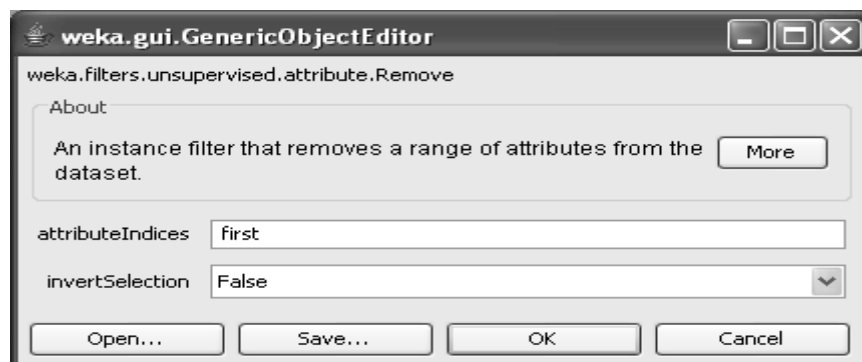 weka.gui.GenericObjectEditor
weka.filters.unsupervised.attribute.Remove
About
An instance filter that removes a range of attributes from the
dataset.
More
attributeIndices first
invertSelection False
Open... Save... OK Cancel